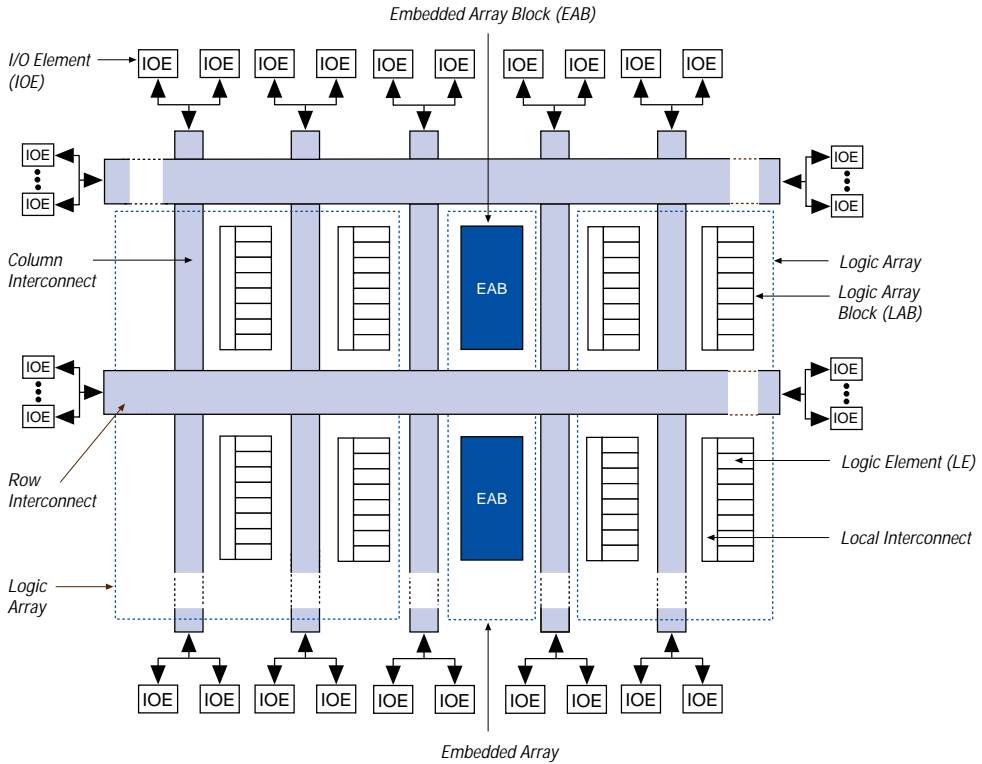 Embedded Array Block (EAB)
I/O Element
(IOE)
IOE IOE IOE IOE IOE IOE IOE IOE IOE IOE
IOE IOE
IOE IOE
Column
Interconnect
EAB
Logic Array
Logic Array
Block (LAB)
IOE IOE
IOE IOE
Row
Interconnect
EAB
Logic Element (LE)
Local Interconnect
Logic
Array
IOE IOE IOE IOE IOE IOE IOE IOE IOE IOE
Embedded Array